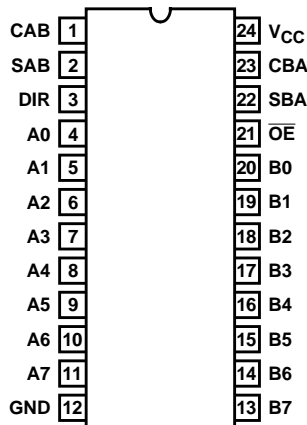 CAB 1 24 VCC
SAB 2 23 CBA
DIR 3 22 SBA
A0 4 21 O̅E̅
A1 5 20 B0
A2 6 19 B1
A3 7 18 B2
A4 8 17 B3
A5 9 16 B4
A6 10 15 B5
A7 11 14 B6
GND 12 13 B7